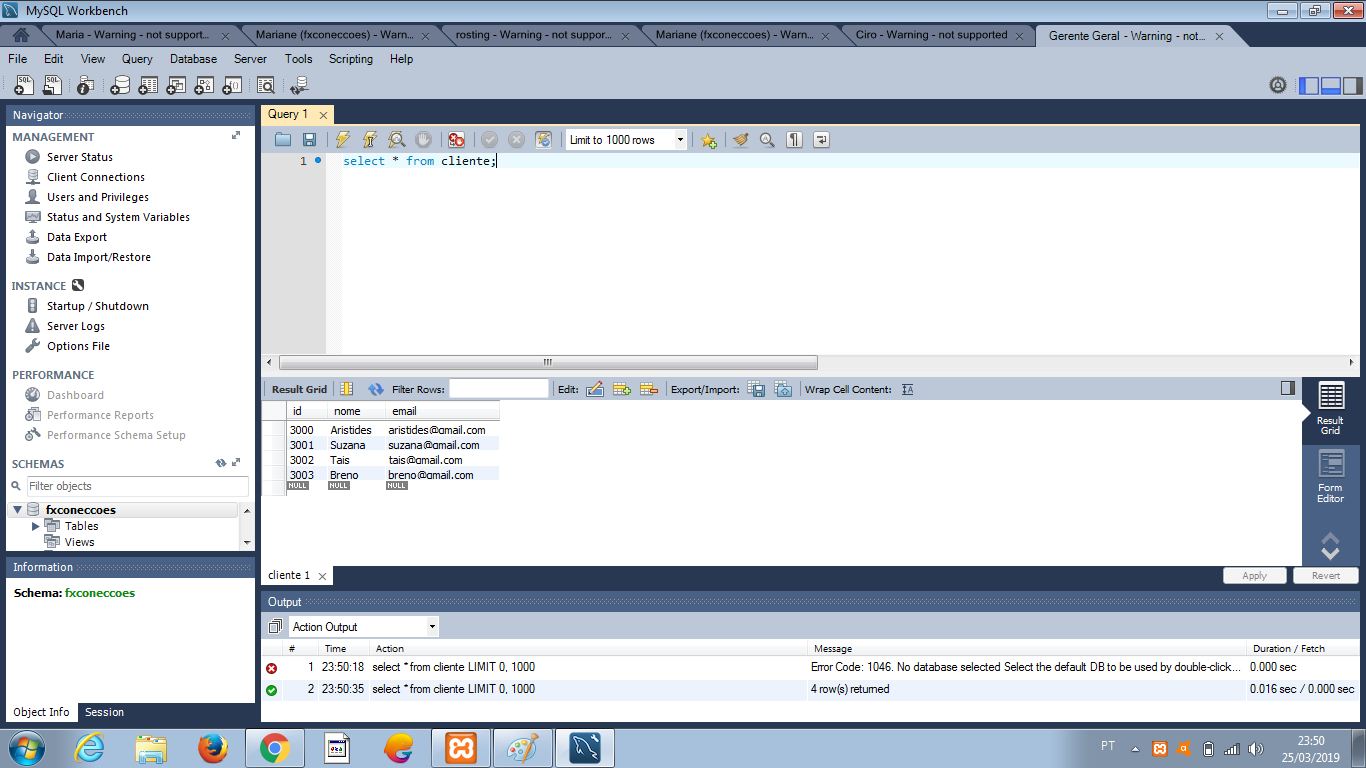 MySQL Workbench
Maria - Warning - not support...
Mariane (fxconeccoes) - Warn...
rosting - Warning - not suppor...
Mariane (fxconeccoes) - Warn...
Ciro - Warning - not supported
Gerente Geral - Warning - not...
File Edit View Query Database Server Tools Scripting Help
Navigator
MANAGEMENT
Server Status
Client Connections
Users and Privileges
Status and System Variables
Data Export
Data Import/Restore
INSTANCE
Startup / Shutdown
Server Logs
Options File
PERFORMANCE
Dashboard
Performance Reports
Performance Schema Setup
SCHEMAS
Filter objects
fxconeccoes
Tables
Views
Information
Schema: fxconeccoes
Object Info Session
Query 1
Limit to 1000 rows
1 select * from cliente;
Result Grid Filter Rows: Edit: Export/Import: Wrap Cell Content:
id nome email
3000 Aristides aristides@gmail.com
3001 Suzana suzana@gmail.com
3002 Tais tais@gmail.com
3003 Breno breno@gmail.com
NULL NULL NULL
Result
Grid
Form
Editor
cliente 1
Apply Revert
Output
Action Output
# Time Action Message Duration / Fetch
1 23:50:18 select * from cliente LIMIT 0, 1000 Error Code: 1046. No database selected Select the default DB to be used by double-click... 0.000 sec
2 23:50:35 select * from cliente LIMIT 0, 1000 4 row(s) returned 0.016 sec / 0.000 sec
PT
23:50
25/03/2019